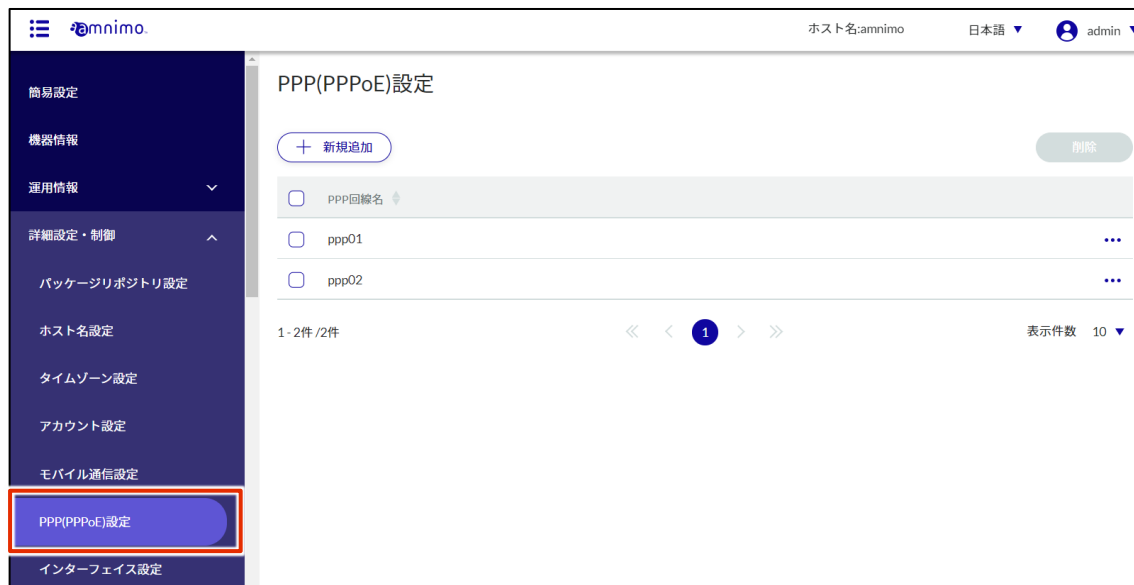 amnimo
ホスト名:amnimo
日本語
admin
簡易設定
機器情報
運用情報
詳細設定・制御
パッケージリポジトリ設定
ホスト名設定
タイムゾーン設定
アカウント設定
モバイル通信設定
PPP(PPPoE)設定
インターフェイス設定
PPP(PPPoE)設定
新規追加
削除
PPP回線名
ppp01
ppp02
1 - 2件 /2件
1
表示件数 10